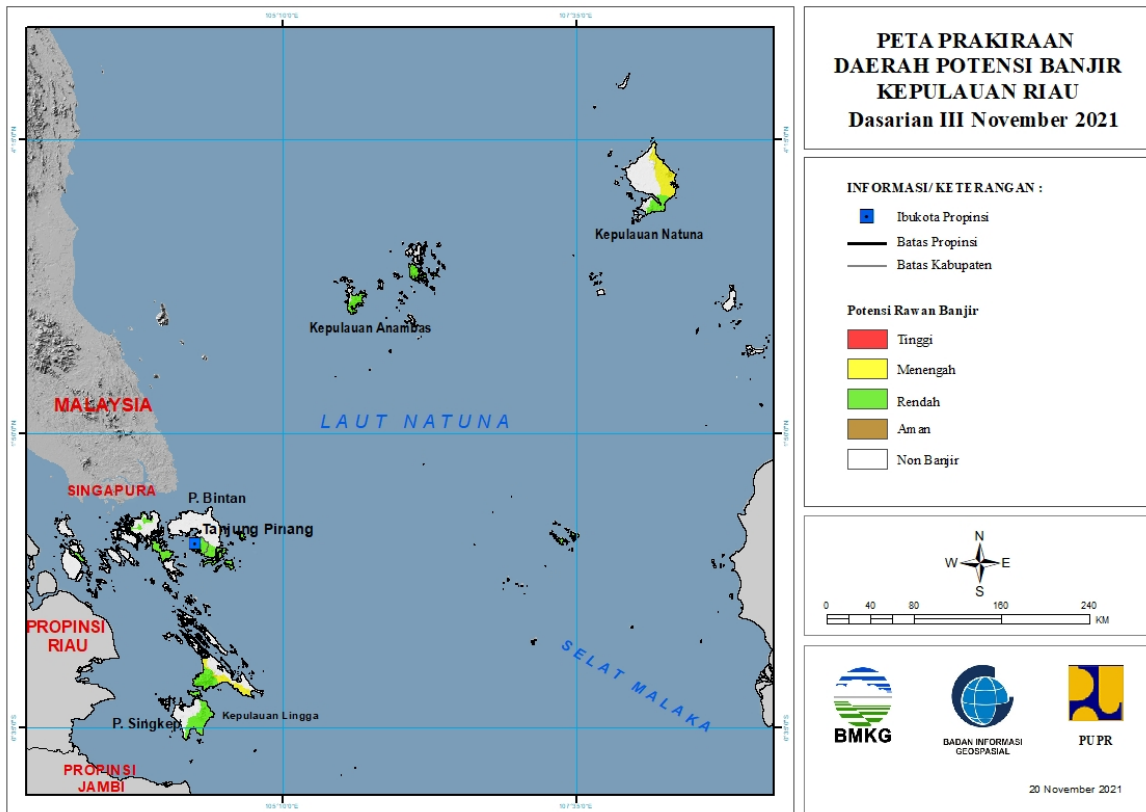 PETA PRAKIRAAN
DAERAH POTENSI BANJIR
KEPULAUAN RIAU
Dasarian III November 2021
INFORMASI/ KETERANGAN :
Ibukota Propinsi
Batas Propinsi
Batas Kabupaten
Potensi Rawan Banjir
Tinggi
Menengah
Rendah
Aman
Non Banjir
N
W E
S
0 40 80 160 240
KM
BMKG
BADAN INFORMASI
GEOSPASIAL
PUPR
20 November 2021
Kepulauan Natuna
Kepulauan Anambas
MALAYSIA
LAUT NATUNA
SINGAPURA
P. Bintan
Tanjung Pinang
PROPINSI
RIAU
SELAT MALAKA
Kepulauan Lingga
P. Singkep
PROPINSI
JAMBI